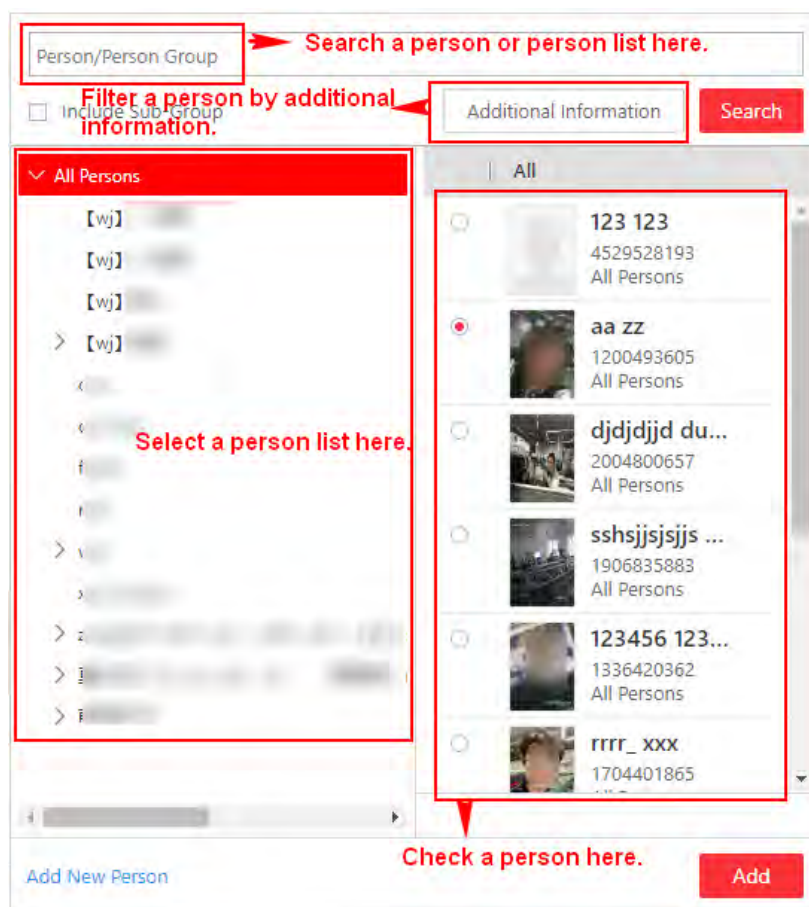 Person/Person Group
Search a person or person list here.
Filter a person by additional
information.
Include Sub-Group
Additional Information
Search
All Persons
All
【wj】
【wj】
【wj】
【wj】
Select a person list here.
123 123
4529528193
All Persons
aa zz
1200493605
All Persons
djdjdjjd du...
2004800657
All Persons
sshsjjsjsjjs ...
1906835883
All Persons
123456 123...
1336420362
All Persons
rrrr_ xxx
1704401865
Check a person here.
Add New Person
Add